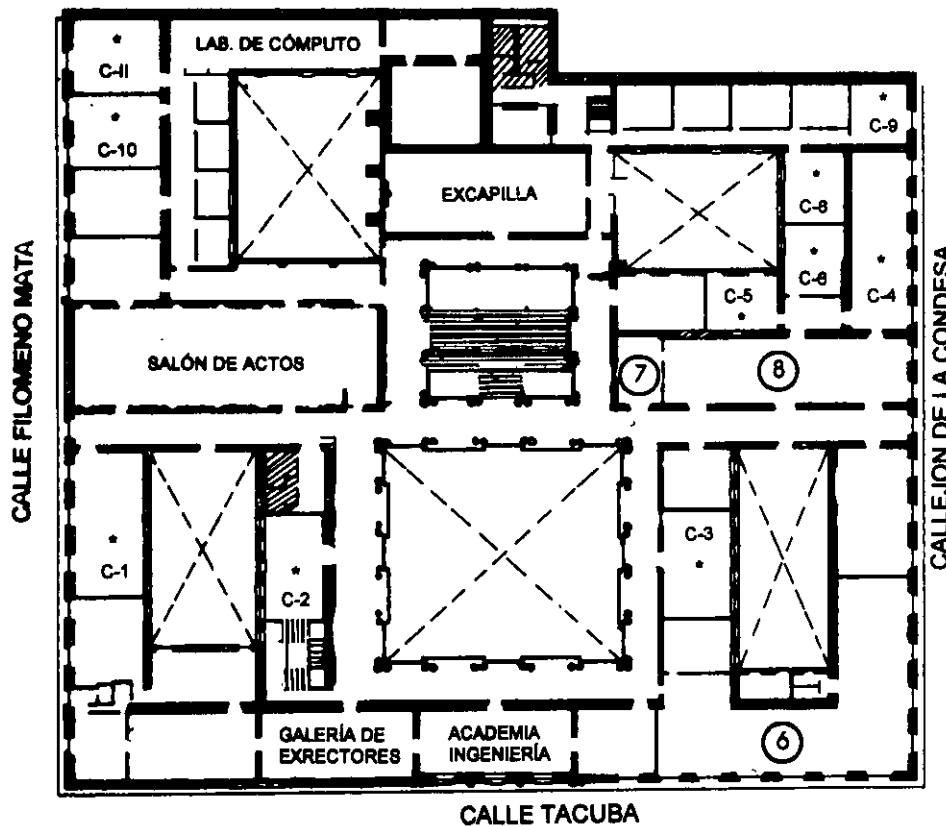 LAB. DE CÓMPUTO
* C-II
* C-10
* C-9
EXCAPILLA
* C-8
* C-6
* C-4
C-5 *
CALLE FILOMENO MATA
SALÓN DE ACTOS
7
8
CALLEJON DE LA CONDESA
* C-1
* C-2
C-3 *
GALERÍA DE
EXRECTORES
ACADEMIA
INGENIERÍA
6
CALLE TACUBA